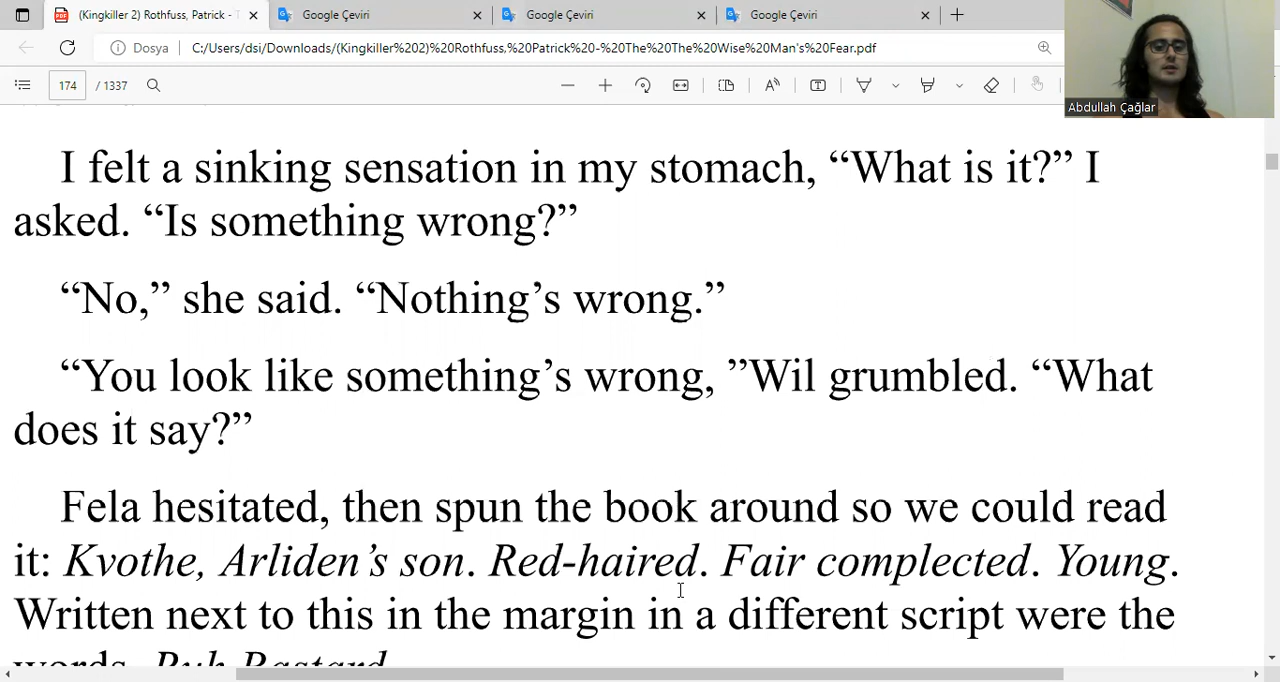 (Kingkiller 2) Rothfuss, Patrick - T
Google Çeviri
Google Çeviri
Google Çeviri
Dosya
C:/Users/dsi/Downloads/(Kingkiller%202)%20Rothfuss,%20Patrick%20-%20The%20The%20Wise%20Man's%20Fear.pdf
174
/ 1337
Abdullah Çağlar
I felt a sinking sensation in my stomach, “What is it?” I
asked. “Is something wrong?”
“No,” she said. “Nothing’s wrong.”
“You look like something’s wrong, ”Wil grumbled. “What
does it say?”
Fela hesitated, then spun the book around so we could read
it: Kvothe, Arliden’s son. Red-haired. Fair complected. Young.
Written next to this in the margin in a different script were the
words, Ruh Bastard